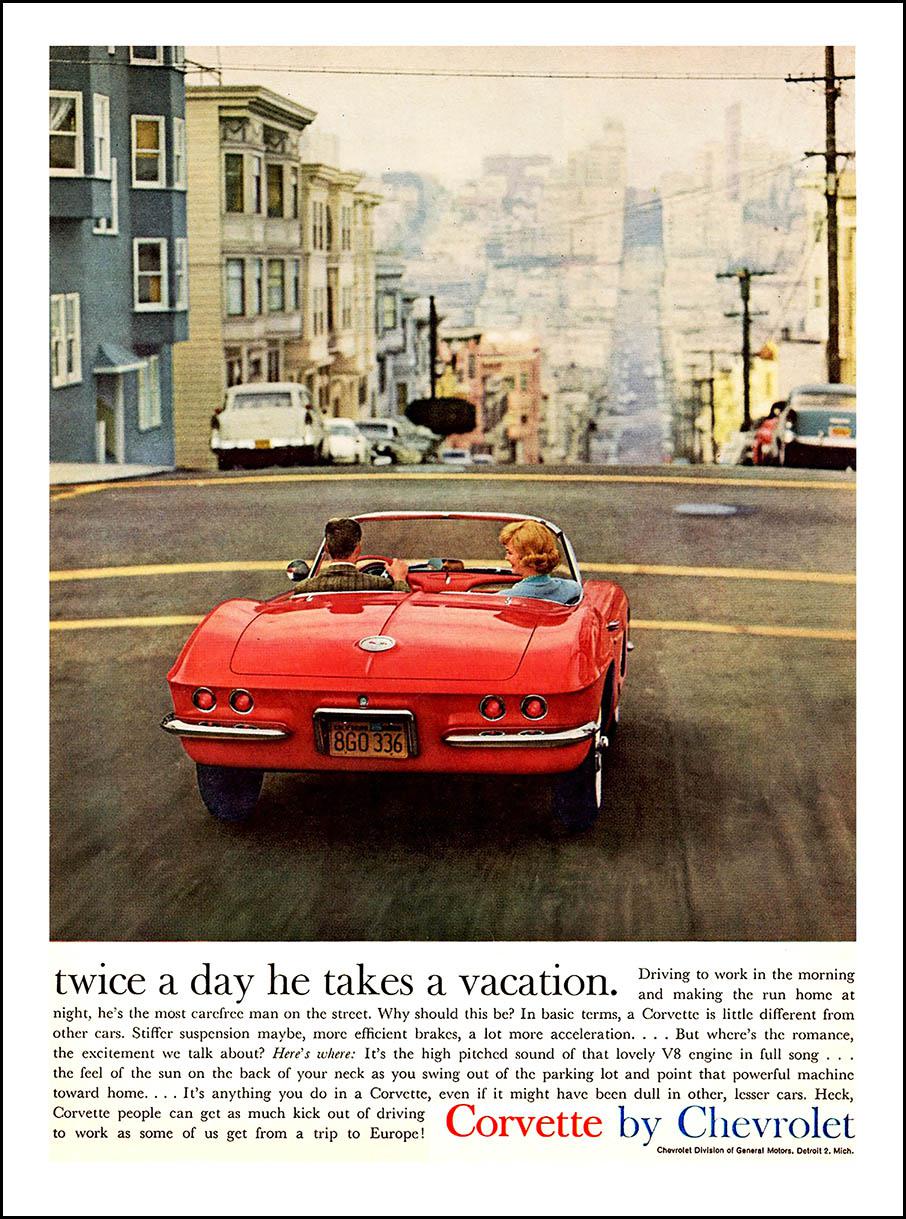 8GO 336
twice a day he takes a vacation. Driving to work in the morning
and making the run home at
night, he's the most carefree man on the street. Why should this be? In basic terms, a Corvette is little different from
other cars. Stiffer suspension maybe, more efficient brakes, a lot more acceleration. . . . But where's the romance,
the excitement we talk about? Here's where: It's the high pitched sound of that lovely V8 engine in full song . . .
the feel of the sun on the back of your neck as you swing out of the parking lot and point that powerful machine
toward home. . . . It's anything you do in a Corvette, even if it might have been dull in other, lesser cars. Heck,
Corvette people can get as much kick out of driving
to work as some of us get from a trip to Europe!
Corvette by Chevrolet
Chevrolet Division of General Motors, Detroit 2, Mich.